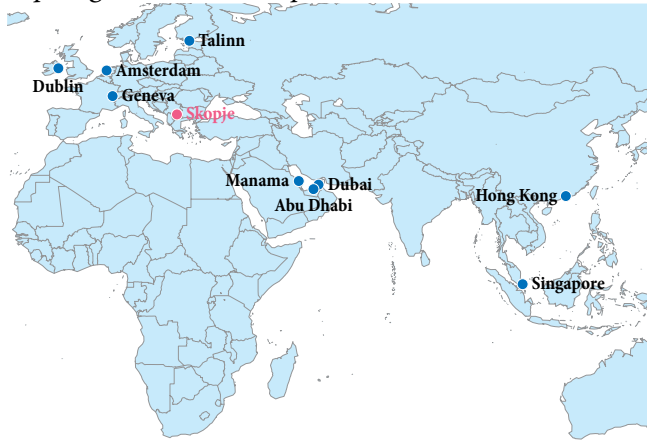 Talinn
Dublin
Amsterdam
Geneva
Skopje
Manama
Dubai
Abu Dhabi
Hong Kong
Singapore